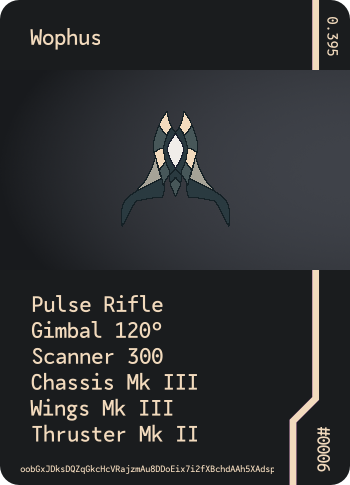 Wophus
0.395
Pulse Rifle
Gimbal 120°
Scanner 300
Chassis Mk III
Wings Mk III
Thruster Mk II
#0006
oobGxJDksDQZqGkcHcVRajzmAu8DDoEix7i2fXBchdAAh5XAdsp